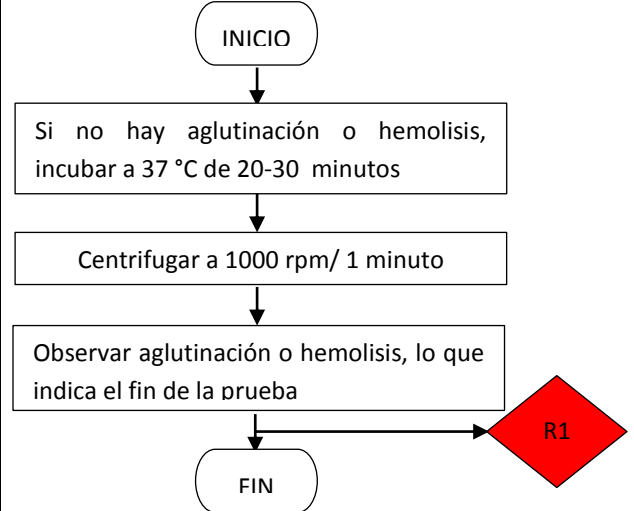 INICIO
Si no hay aglutinación o hemolisis,
incubar a 37 °C de 20-30 minutos
Centrifugar a 1000 rpm/ 1 minuto
Observar aglutinación o hemolisis, lo que
indica el fin de la prueba
R1
FIN